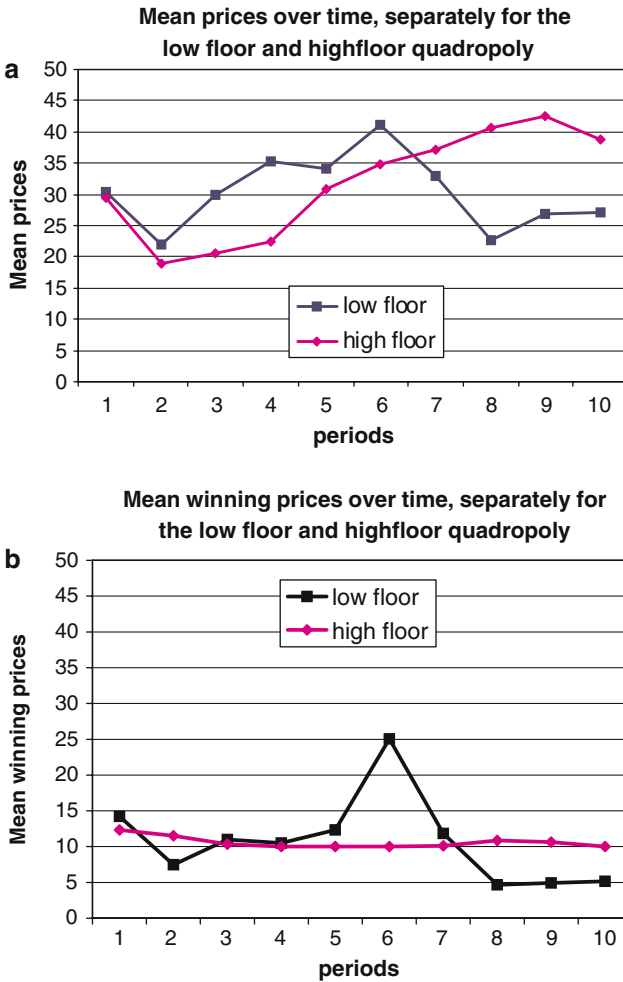 Mean prices over time, separately for the
low floor and highfloor quadropoly
a
50
45
40
35
30
25
20
15
10
5
0
Mean prices
low floor
high floor
1 2 3 4 5 6 7 8 9 10
periods
Mean winning prices over time, separately for
the low floor and highfloor quadropoly
b
50
45
40
35
30
25
20
15
10
5
0
Mean winning prices
low floor
high floor
1 2 3 4 5 6 7 8 9 10
periods